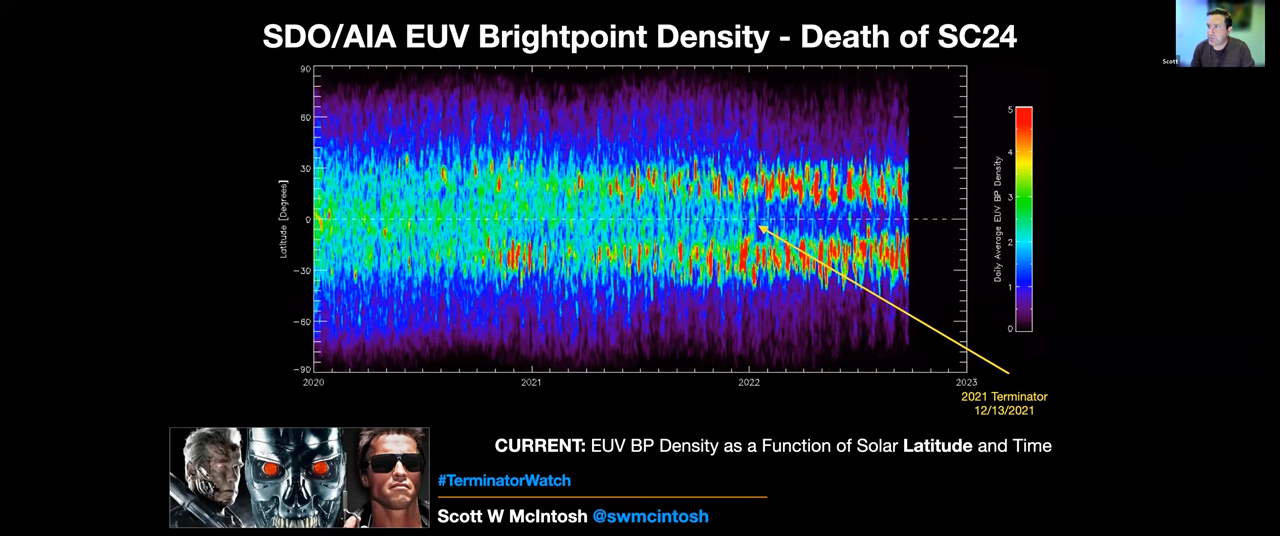 SDO/AIA EUV Brightpoint Density - Death of SC24
Scott
90
60
30
0
-30
-60
-90
Latitude [Degrees]
2020
2021
2022
2023
5
4
3
2
1
0
Daily Average EUV BP Density
2021 Terminator
12/13/2021
CURRENT: EUV BP Density as a Function of Solar Latitude and Time
#TerminatorWatch
Scott W McIntosh @swmcintosh